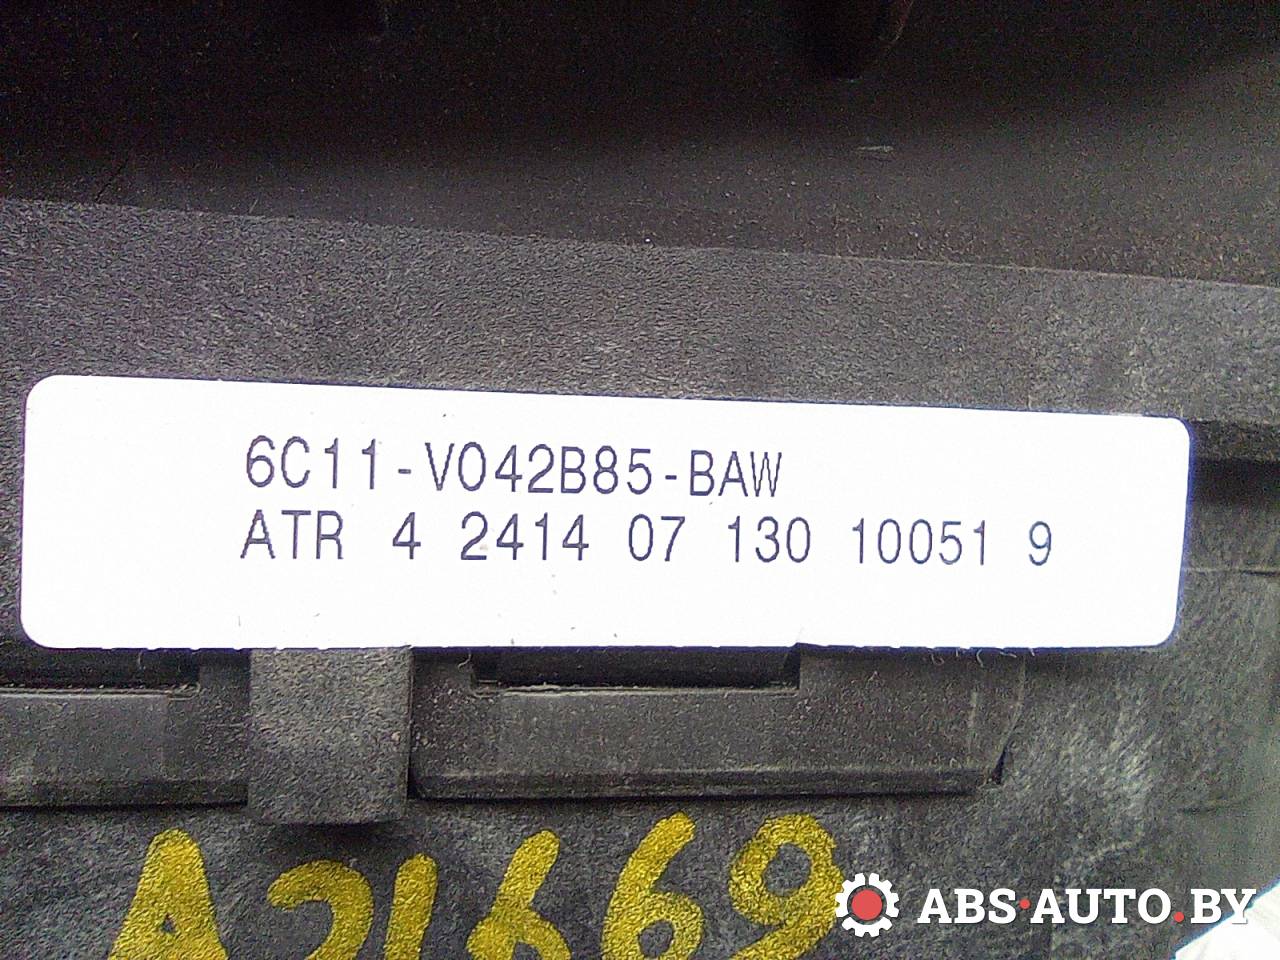 6C11-V042B85-BAW
ATR 4 2414 07 130 10051 9
A21669
ABS·AUTO.BY